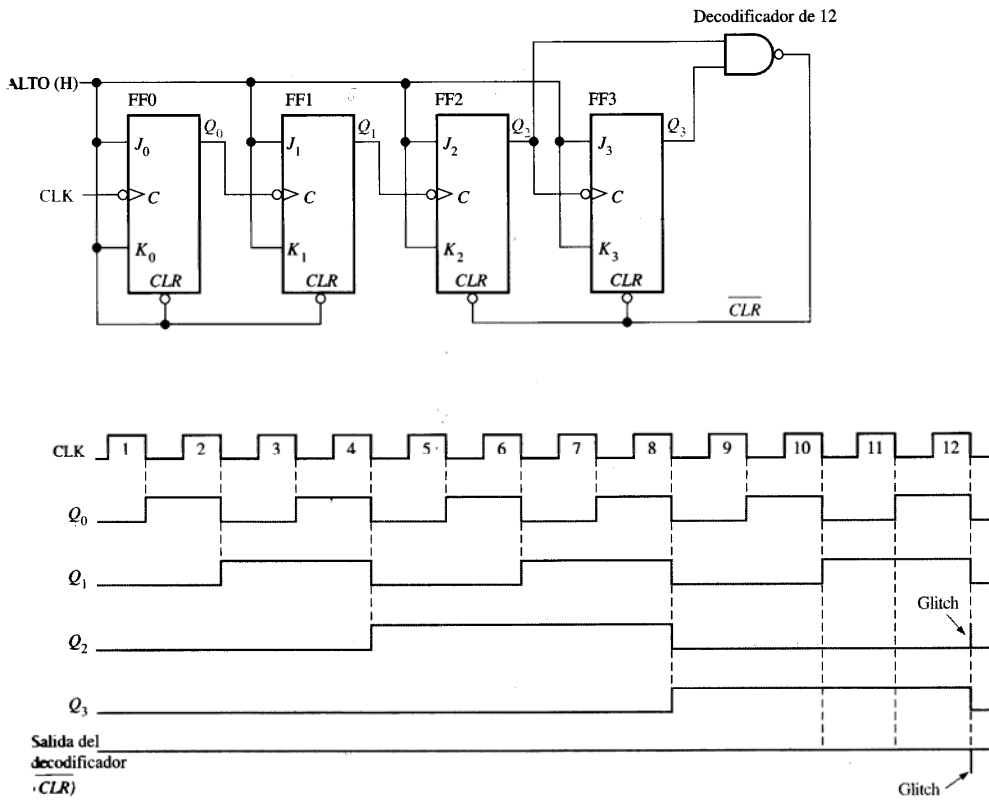 Decodificador de 12
ALTO (H)
FF0 FF1 FF2 FF3
Q0 Q1 Q2 Q3
J0 J1 J2 J3
CLK
C C C C
K0 K1 K2 K3
CLR CLR CLR CLR
CLR
CLK 1 2 3 4 5 6 7 8 9 10 11 12
Q0
Q1
Glitch
Q2
Q3
Salida del
decodificador
CLR)
Glitch